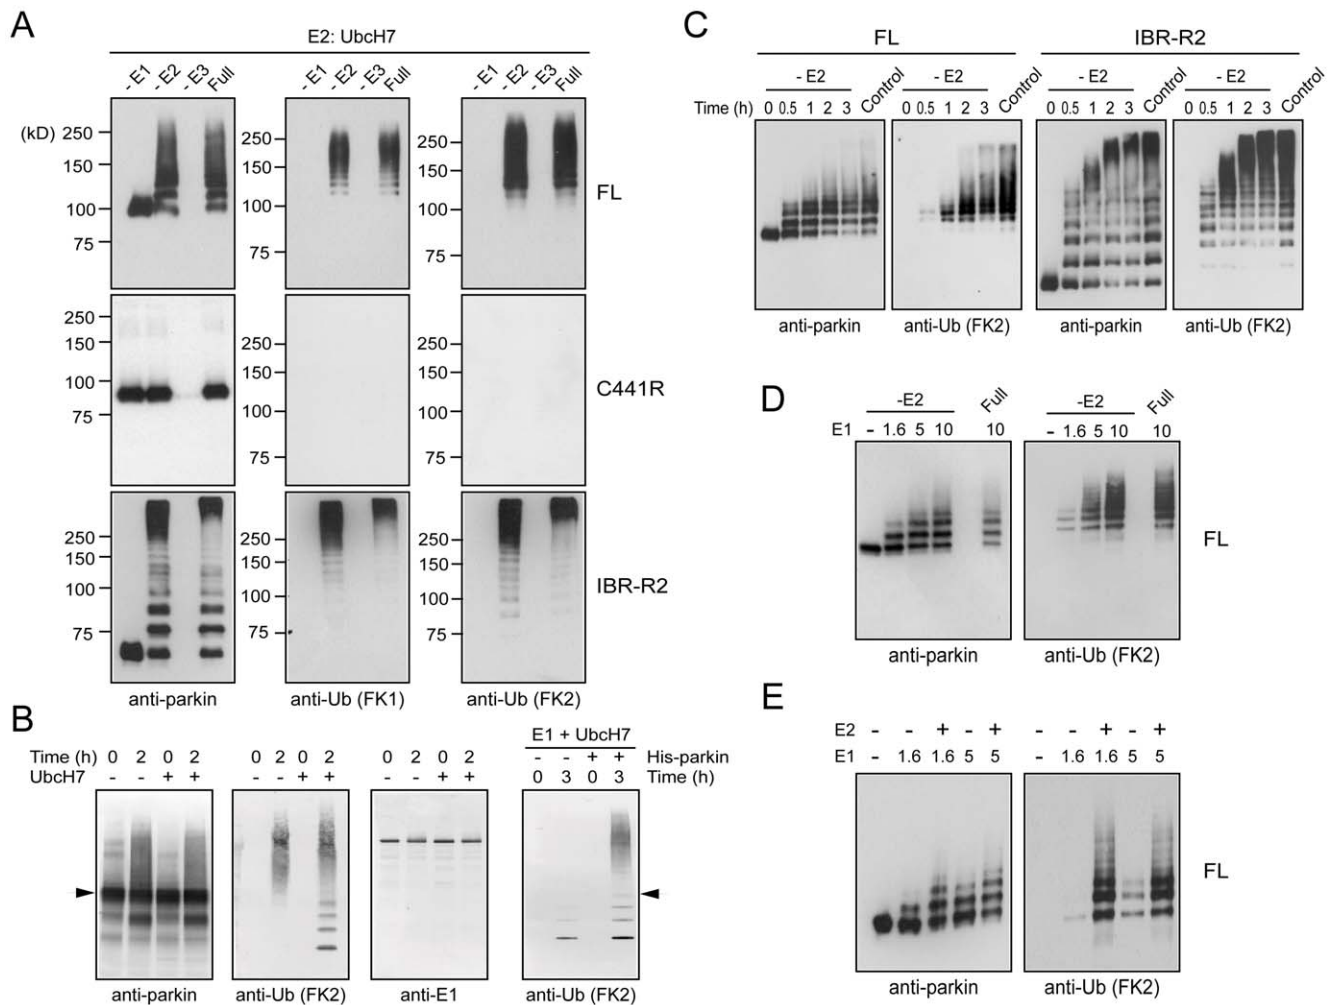 A
E2: UbcH7
- E1 - E2 - E3 Full - E1 - E2 - E3 Full - E1 - E2 - E3 Full
(kD) 250 150 100 75
250 150 100 75
250 150 100 75
FL
250 150 100 75
250 150 100 75
250 150 100 75
C441R
250 150 100 75
250 150 100 75
250 150 100 75
IBR-R2
anti-parkin anti-Ub (FK1) anti-Ub (FK2)
B
E1 + UbcH7
Time (h) 0 2 0 2 0 2 0 2 0 2 0 2 - - + + His-parkin
UbcH7 - - + + - - + + - - + + 0 3 0 3 Time (h)
anti-parkin anti-Ub (FK2) anti-E1 anti-Ub (FK2)
C
FL IBR-R2
- E2 Control - E2 Control - E2 Control - E2 Control
Time (h) 0 0.5 1 2 3 0 0.5 1 2 3 0 0.5 1 2 3 0 0.5 1 2 3
anti-parkin anti-Ub (FK2) anti-parkin anti-Ub (FK2)
D
-E2 Full -E2 Full
E1 - 1.6 5 10 10 - 1.6 5 10 10
FL
anti-parkin anti-Ub (FK2)
E
E2 - - + - + - - + - +
E1 - 1.6 1.6 5 5 - 1.6 1.6 5 5
FL
anti-parkin anti-Ub (FK2)